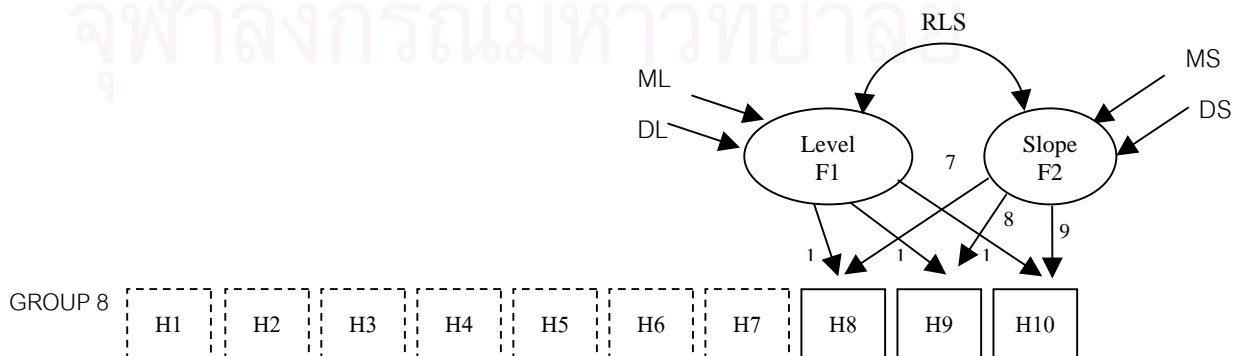 จุฬาลงกรณ์มหาวิทยาลัย
RLS
ML
MS
DL
DS
Level
F1
Slope
F2
7
8
9
1
1
1
GROUP 8
H1
H2
H3
H4
H5
H6
H7
H8
H9
H10